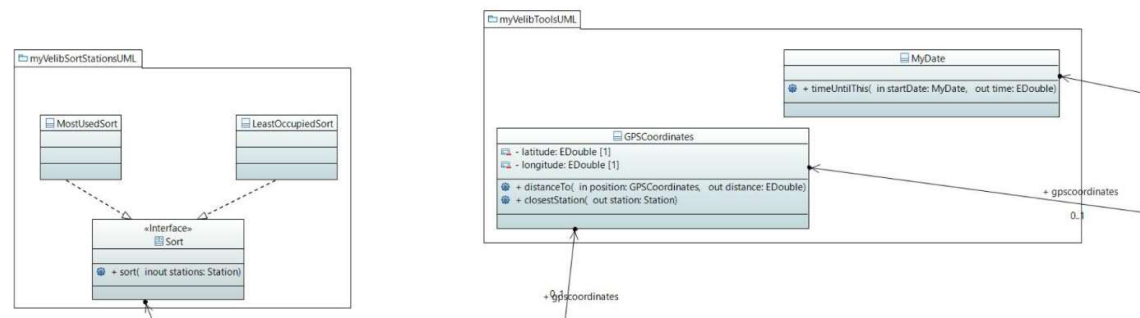 myVelibSortStationsUML
MostUsedSort
LeastOccupiedSort
«Interface»
Sort
+ sort( inout stations: Station)
myVelibToolsUML
MyDate
+ timeUntilThis( in startDate: MyDate, out time: EDouble)
GPSCoordinates
- latitude: EDouble [1]
- longitude: EDouble [1]
+ distanceTo( in position: GPSCoordinates, out distance: EDouble)
+ closestStation( out station: Station)
+ gpscoordinates
0..1
0..1
+ gpscoordinates